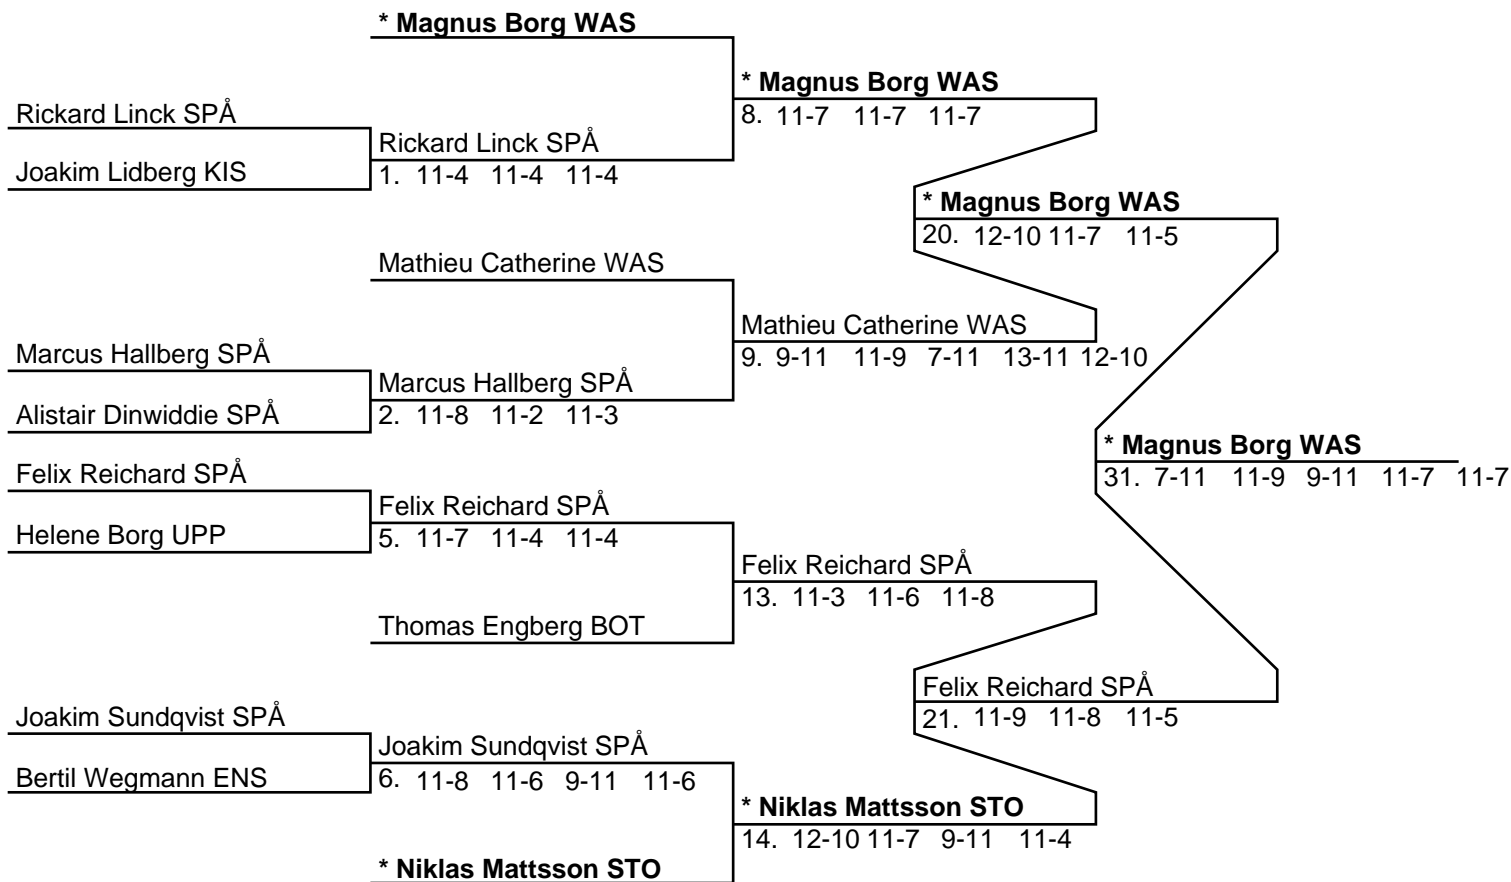 * Magnus Borg WAS
* Magnus Borg WAS
Rickard Linck SPÅ
8. 11-7 11-7 11-7
Rickard Linck SPÅ
Joakim Lidberg KIS
1. 11-4 11-4 11-4
* Magnus Borg WAS
20. 12-10 11-7 11-5
Mathieu Catherine WAS
Mathieu Catherine WAS
Marcus Hallberg SPÅ
9. 9-11 11-9 7-11 13-11 12-10
Marcus Hallberg SPÅ
Alistair Dinwiddie SPÅ
2. 11-8 11-2 11-3
* Magnus Borg WAS
Felix Reichard SPÅ
31. 7-11 11-9 9-11 11-7 11-7
Felix Reichard SPÅ
Helene Borg UPP
5. 11-7 11-4 11-4
Felix Reichard SPÅ
13. 11-3 11-6 11-8
Thomas Engberg BOT
Felix Reichard SPÅ
Joakim Sundqvist SPÅ
21. 11-9 11-8 11-5
Joakim Sundqvist SPÅ
Bertil Wegmann ENS
6. 11-8 11-6 9-11 11-6
* Niklas Mattsson STO
14. 12-10 11-7 9-11 11-4
* Niklas Mattsson STO